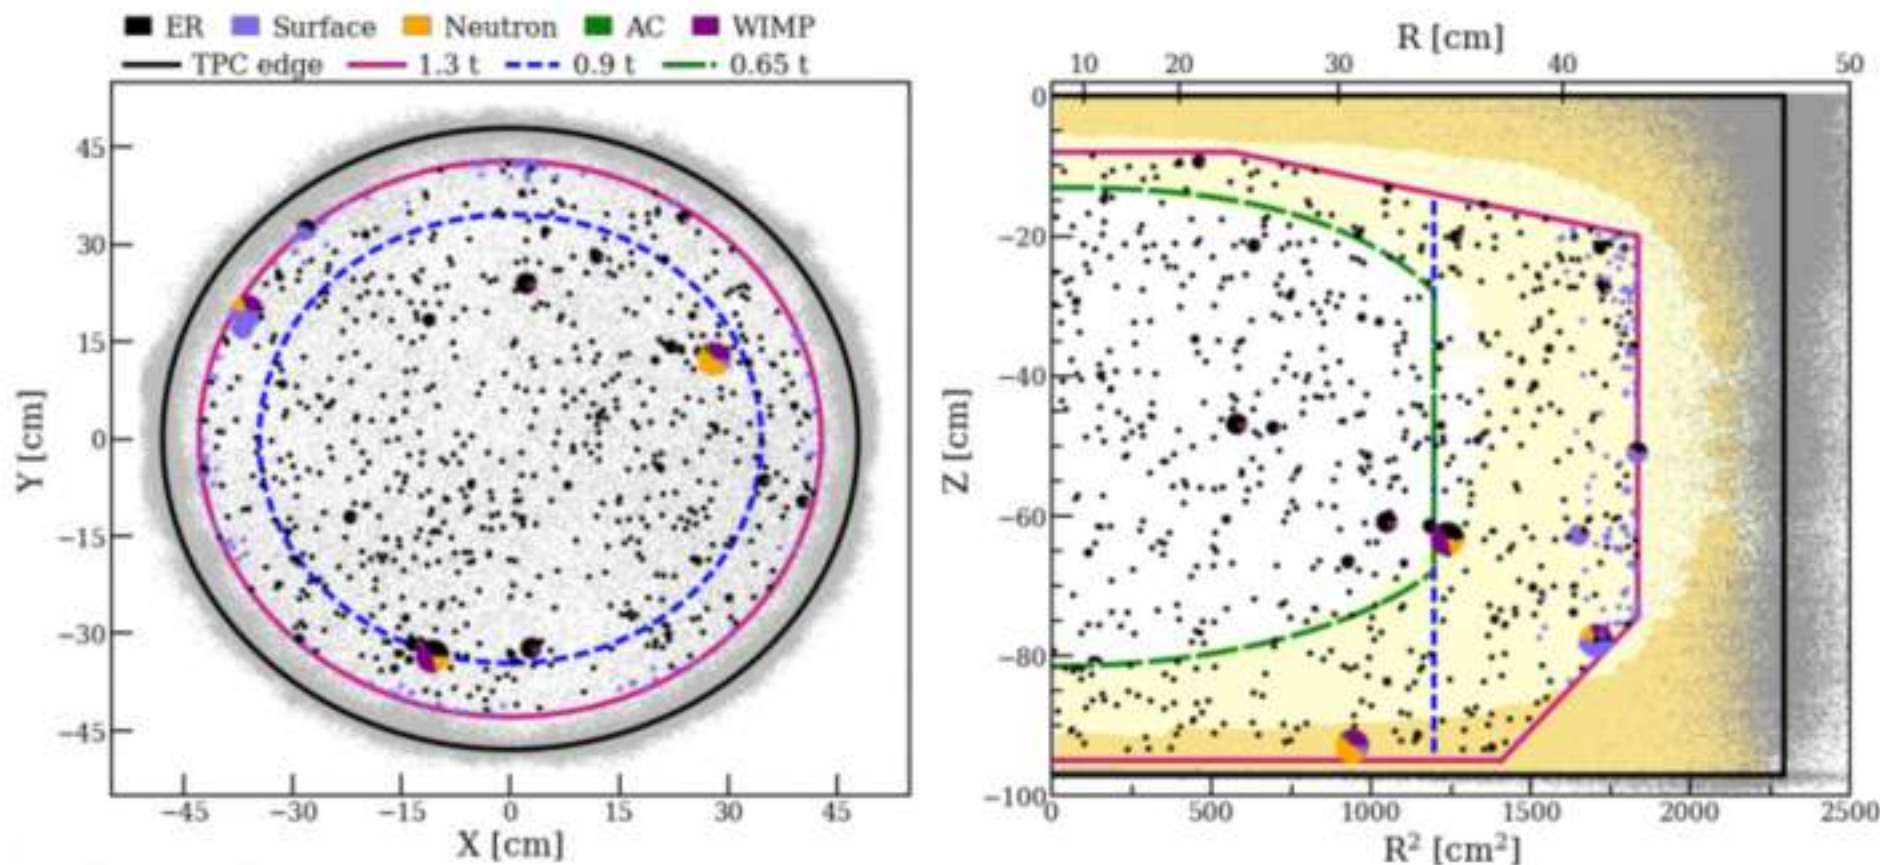 ER Surface Neutron AC WIMP
TPC edge 1.3 t 0.9 t 0.65 t
45
30
15
0
−15
−30
−45
Y [cm]
−45 −30 −15 0 15 30 45
X [cm]
R [cm]
10 20 30 40 50
0
−20
−40
−60
−80
−100
Z [cm]
0 500 1000 1500 2000 2500
R² [cm²]